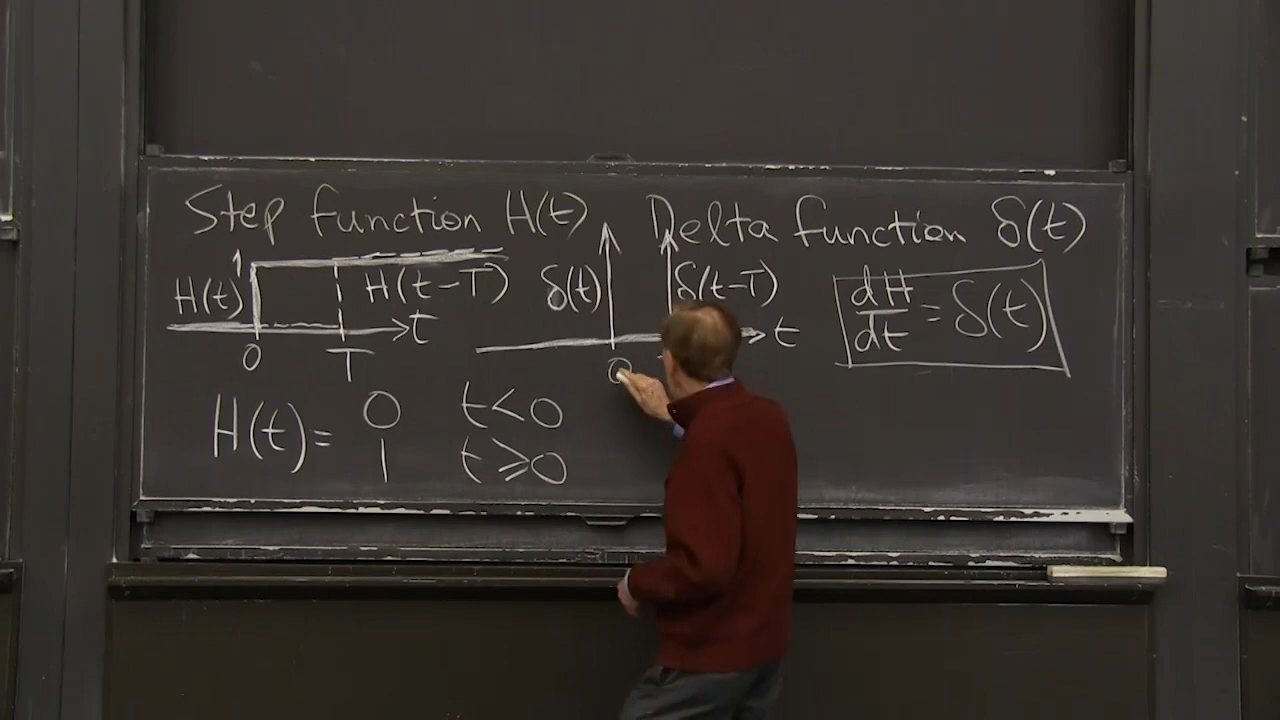 Step function H(t) Delta function δ(t)
1
H(t) H(t-T) t
0 T
δ(t) δ(t-T) t
0
dH/dt = δ(t)
H(t) = 0 t<0
1 t≥0